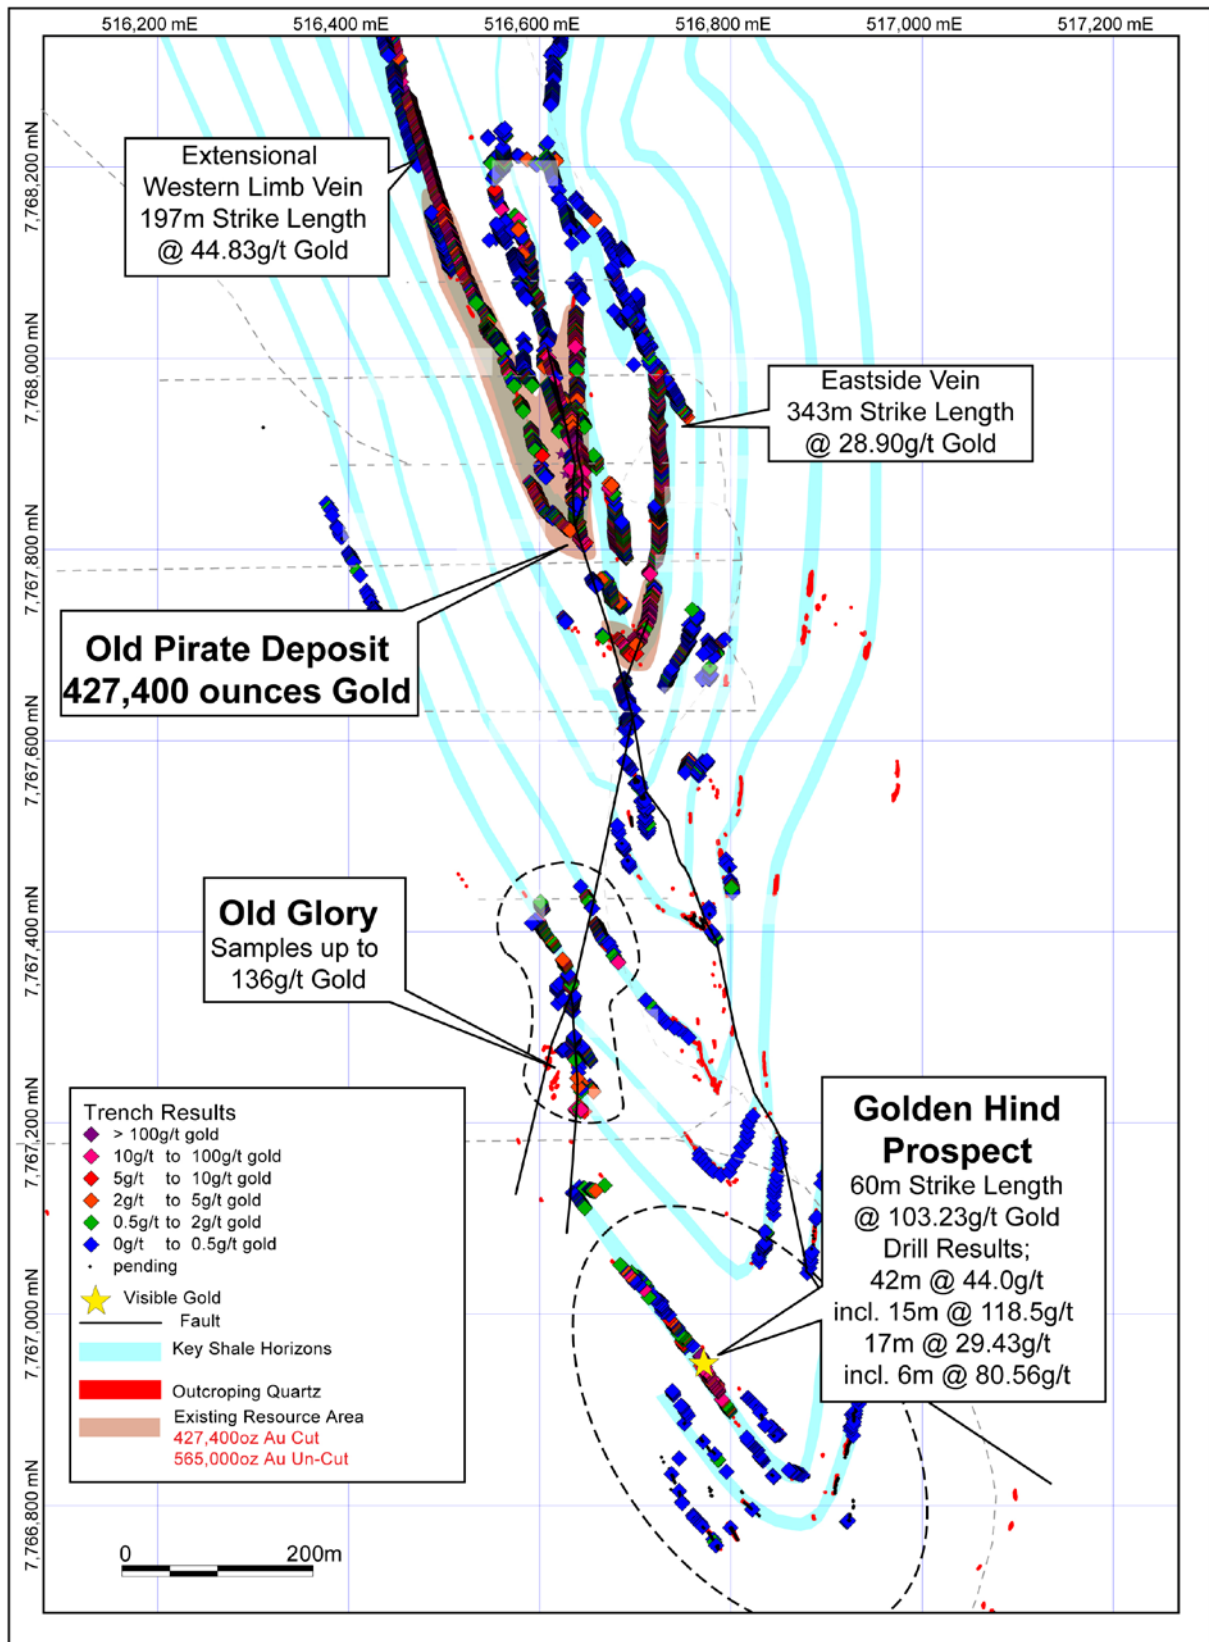 516,200 mE
516,400 mE
516,600 mE
516,800 mE
517,000 mE
517,200 mE
7,768,200 mN
7,768,000 mN
7,767,800 mN
7,767,600 mN
7,767,400 mN
7,767,200 mN
7,767,000 mN
7,766,800 mN
Extensional
Western Limb Vein
197m Strike Length
@ 44.83g/t Gold
Eastside Vein
343m Strike Length
@ 28.90g/t Gold
Old Pirate Deposit
427,400 ounces Gold
Old Glory
Samples up to
136g/t Gold
Golden Hind
Prospect
60m Strike Length
@ 103.23g/t Gold
Drill Results;
42m @ 44.0g/t
incl. 15m @ 118.5g/t
17m @ 29.43g/t
incl. 6m @ 80.56g/t
Trench Results
> 100g/t gold
10g/t to 100g/t gold
5g/t to 10g/t gold
2g/t to 5g/t gold
0.5g/t to 2g/t gold
0g/t to 0.5g/t gold
pending
Visible Gold
Fault
Key Shale Horizons
Outcroping Quartz
Existing Resource Area
427,400oz Au Cut
565,000oz Au Un-Cut
0 200m